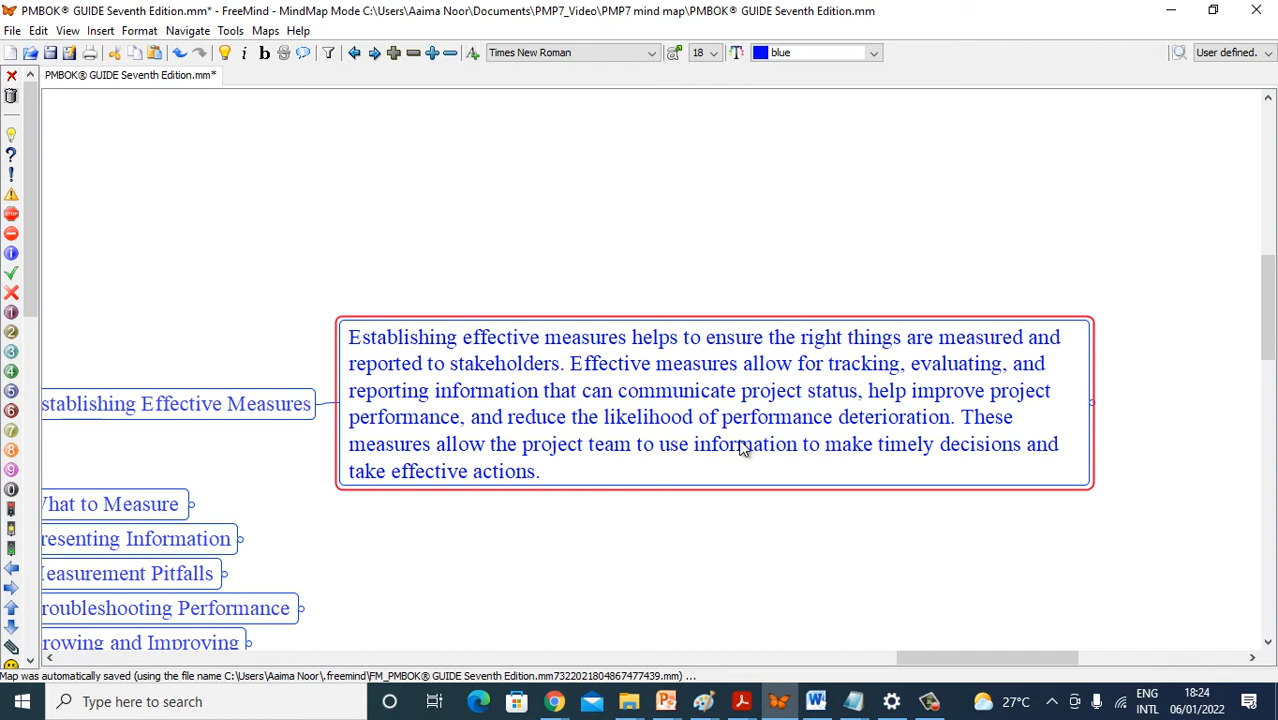 PMBOK® GUIDE Seventh Edition.mm* - FreeMind - MindMap Mode C:\Users\Aaima Noor\Documents\PMP7_Video\PMP7 mind map\PMBOK® GUIDE Seventh Edition.mm
File Edit View Insert Format Navigate Tools Maps Help
Times New Roman 18 blue User defined.
PMBOK® GUIDE Seventh Edition.mm*
Establishing effective measures helps to ensure the right things are measured and
reported to stakeholders. Effective measures allow for tracking, evaluating, and
reporting information that can communicate project status, help improve project
performance, and reduce the likelihood of performance deterioration. These
measures allow the project team to use information to make timely decisions and
take effective actions.
stablishing Effective Measures
What to Measure
resenting Information
Measurement Pitfalls
roubleshooting Performance
rowing and Improving
Map was automatically saved (using the file name C:\Users\Aaima Noor\.freemind\FM_PMBOK® GUIDE Seventh Edition.mm7322021804867477439.mm) ...
Type here to search
27°C
ENG
INTL
18:24
06/01/2022